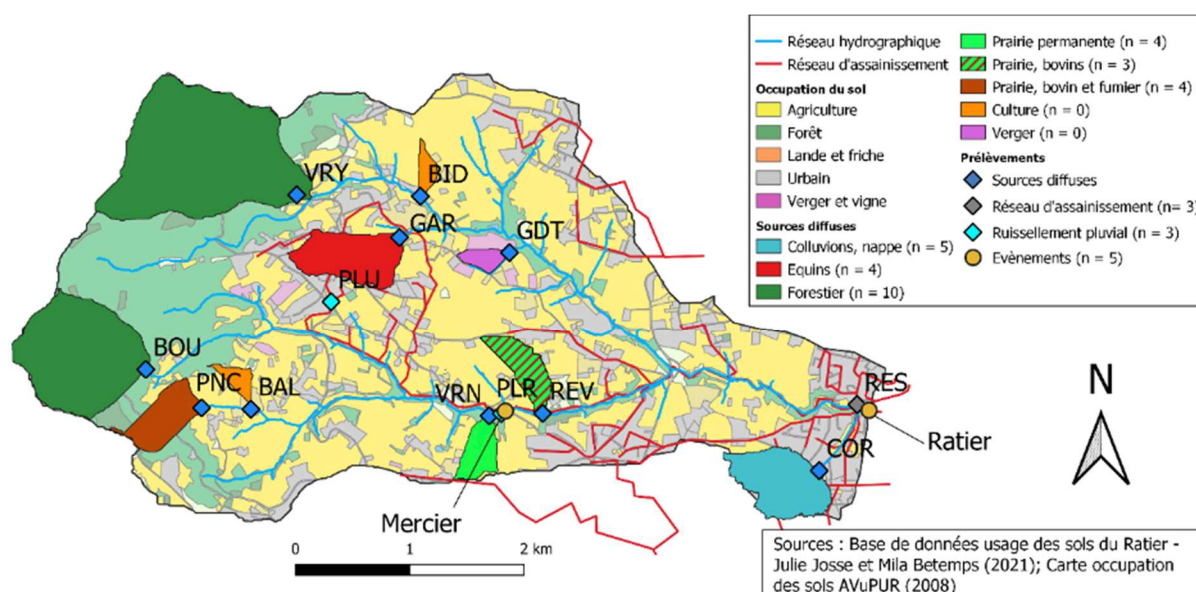 Réseau hydrographique
Réseau d'assainissement
Occupation du sol
Agriculture
Forêt
Lande et friche
Urbain
Verger et vigne
Sources diffuses
Colluvions, nappe (n = 5)
Equins (n = 4)
Forestier (n = 10)
Prairie permanente (n = 4)
Prairie, bovins (n = 3)
Prairie, bovin et fumier (n = 4)
Culture (n = 0)
Verger (n = 0)
Prélèvements
Sources diffuses
Réseau d'assainissement (n= 3)
Ruissellement pluvial (n = 3)
Evènements (n = 5)
VRY
BID
GAR
GDT
PLU
BOU
PNC
BAL
VRN
PLR
REV
RES
Ratier
COR
Mercier
N
0 1 2 km
Sources : Base de données usage des sols du Ratier -
Julie Josse et Mila Betemps (2021); Carte occupation
des sols AVuPUR (2008)